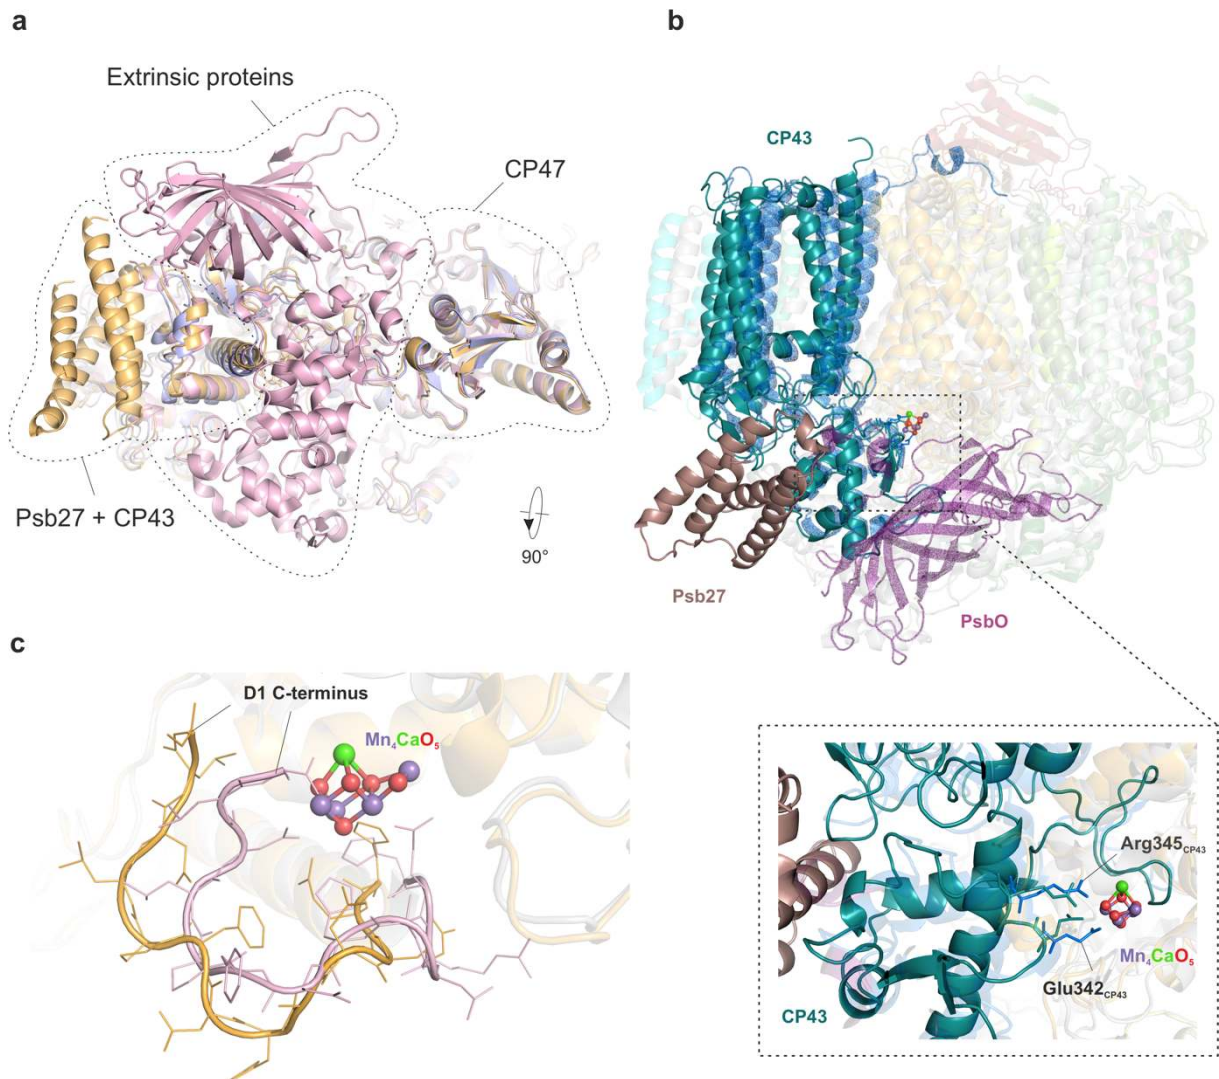 a
Extrinsic proteins
CP47
Psb27 + CP43
90°
b
CP43
Psb27
PsbO
Arg345CP43
Mn4CaO5
Glu342CP43
CP43
c
D1 C-terminus
Mn4CaO5